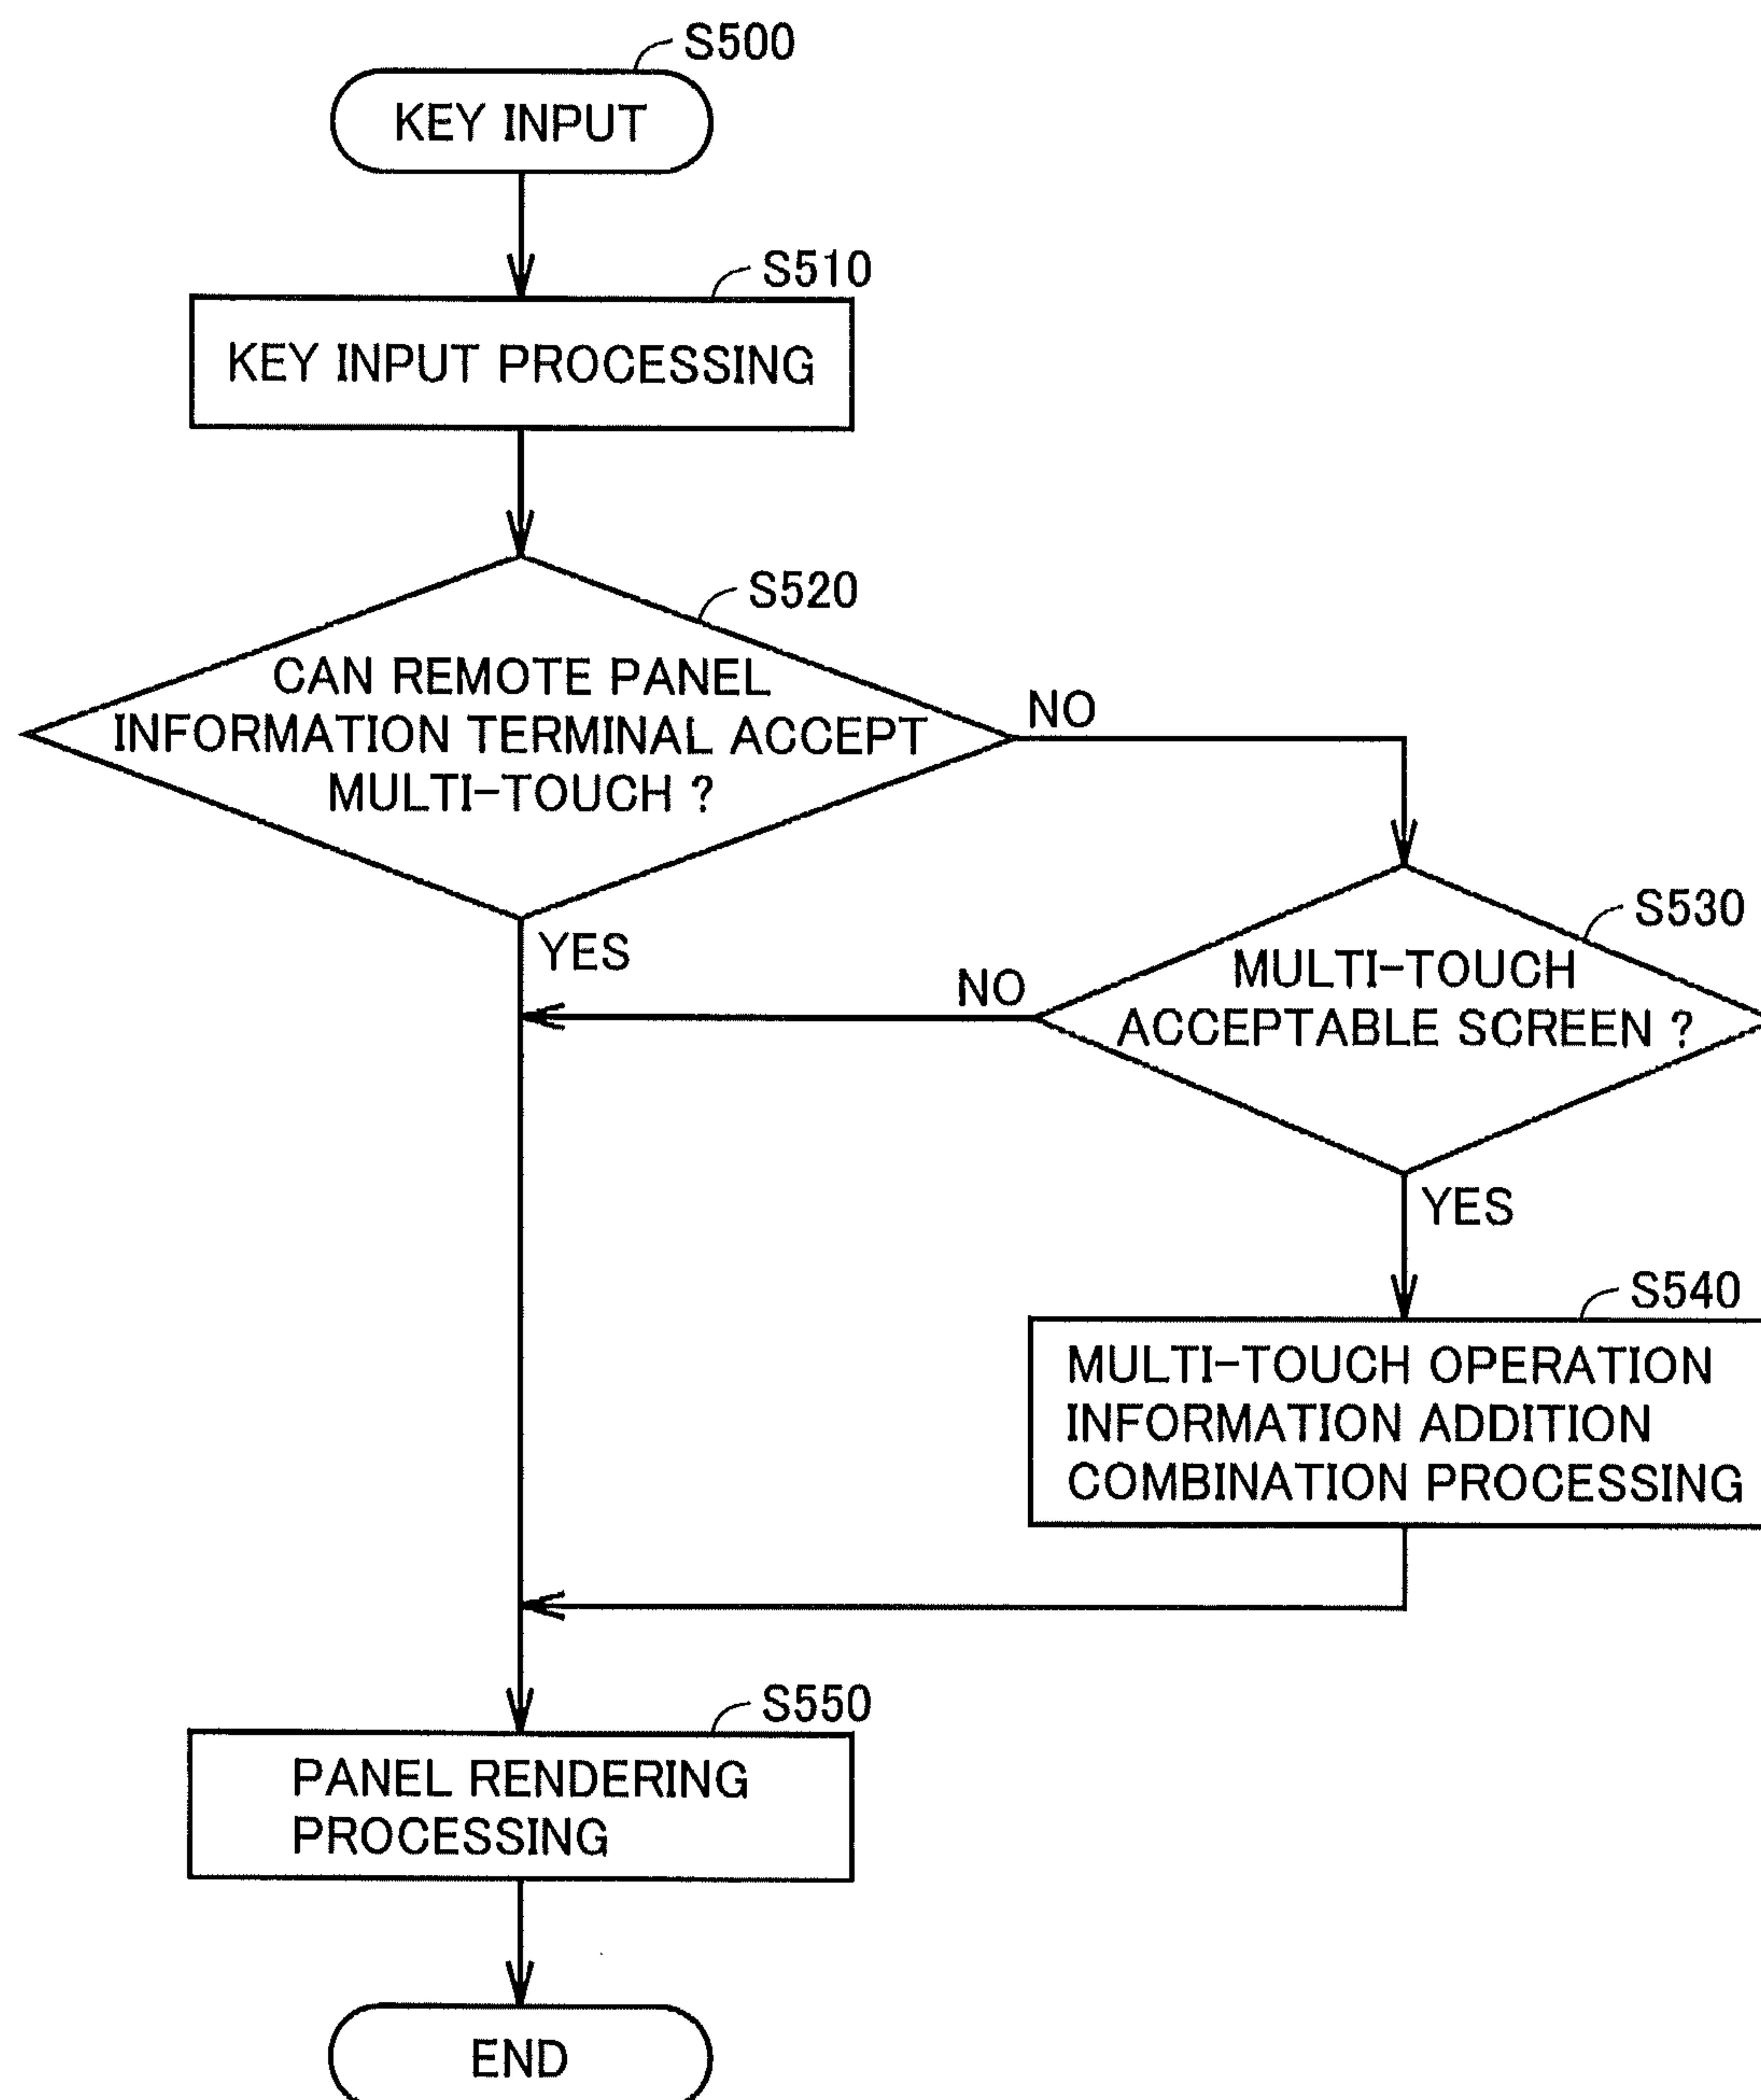 S500
KEY INPUT
S510
KEY INPUT PROCESSING
S520
CAN REMOTE PANEL
INFORMATION TERMINAL ACCEPT
MULTI-TOUCH ?
NO
YES
S530
MULTI-TOUCH
ACCEPTABLE SCREEN ?
NO
YES
S540
MULTI-TOUCH OPERATION
INFORMATION ADDITION
COMBINATION PROCESSING
S550
PANEL RENDERING
PROCESSING
END